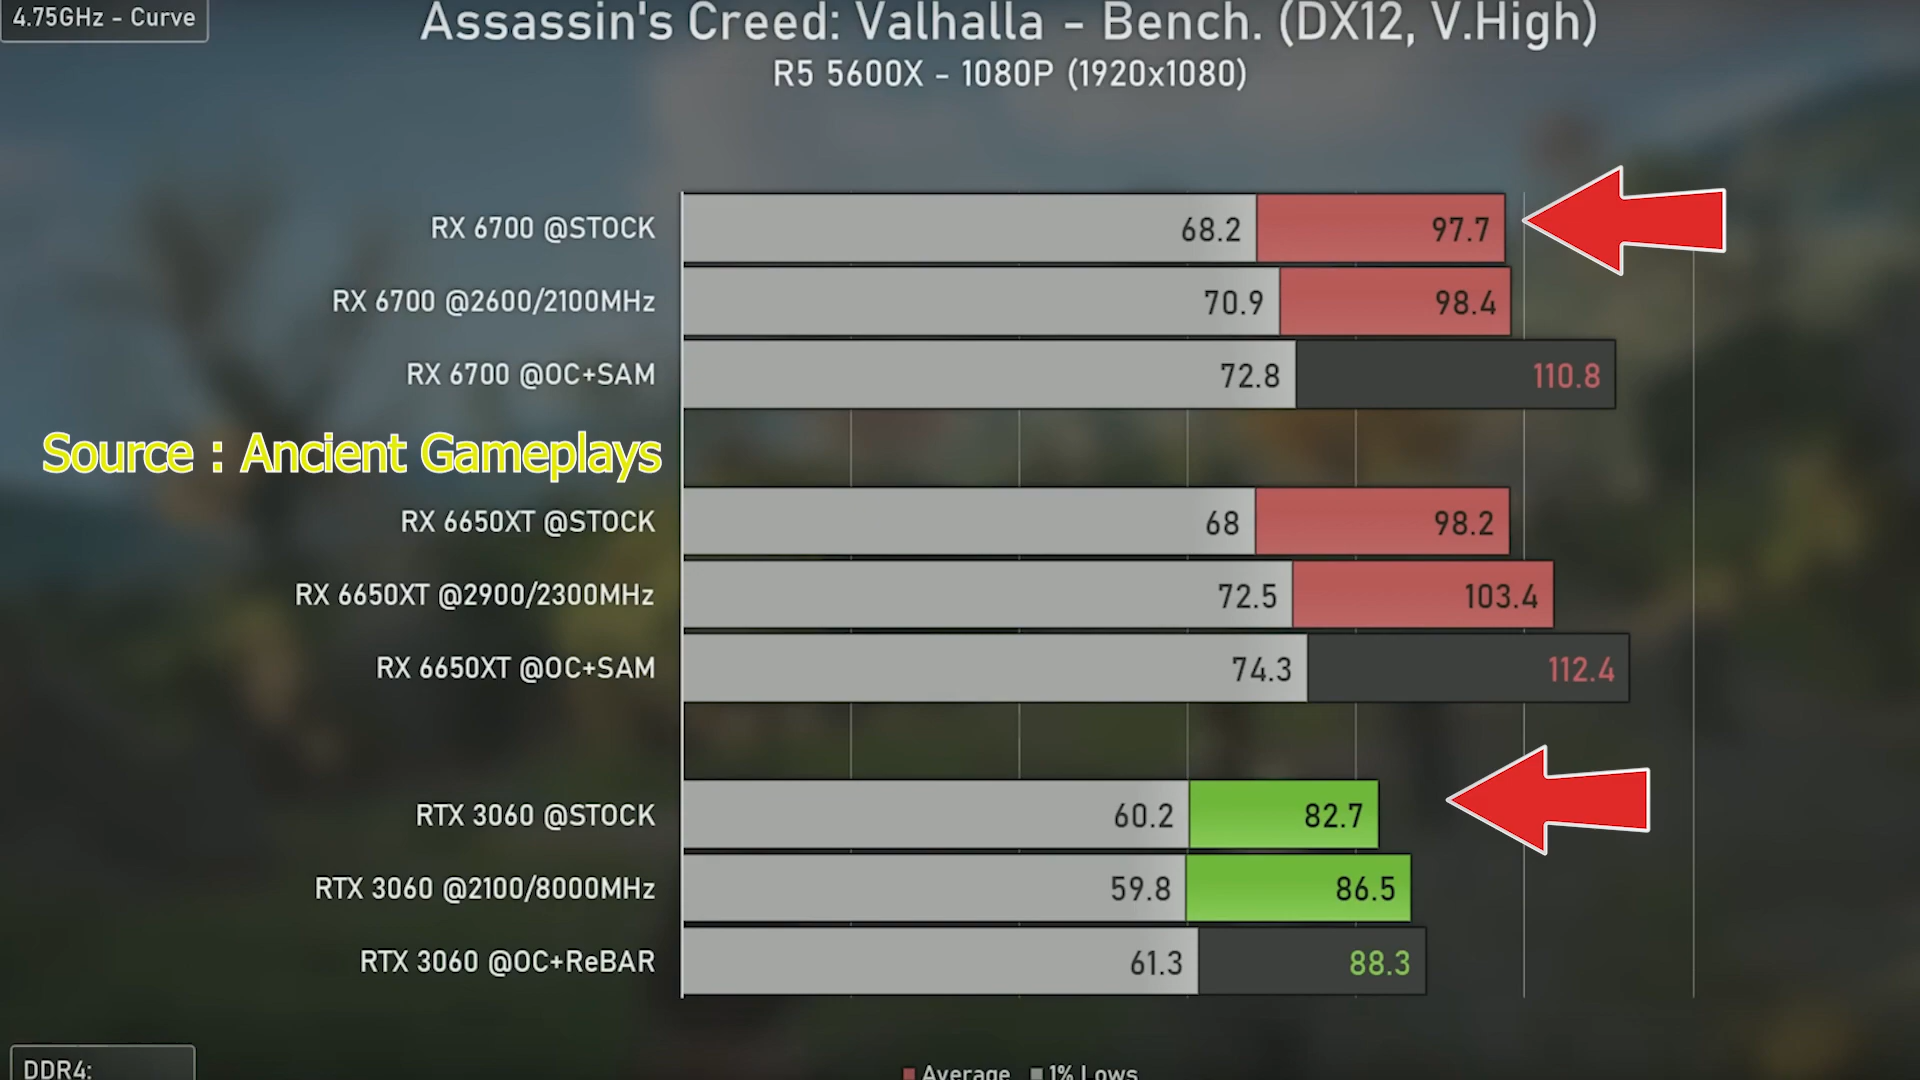 4.75GHz - Curve
Assassin's Creed: Valhalla - Bench. (DX12, V.High)
R5 5600X - 1080P (1920x1080)
RX 6700 @STOCK 68.2 97.7
RX 6700 @2600/2100MHz 70.9 98.4
RX 6700 @OC+SAM 72.8 110.8
Source : Ancient Gameplays
RX 6650XT @STOCK 68 98.2
RX 6650XT @2900/2300MHz 72.5 103.4
RX 6650XT @OC+SAM 74.3 112.4
RTX 3060 @STOCK 60.2 82.7
RTX 3060 @2100/8000MHz 59.8 86.5
RTX 3060 @OC+ReBAR 61.3 88.3
DDR4:
Average 1% Lows